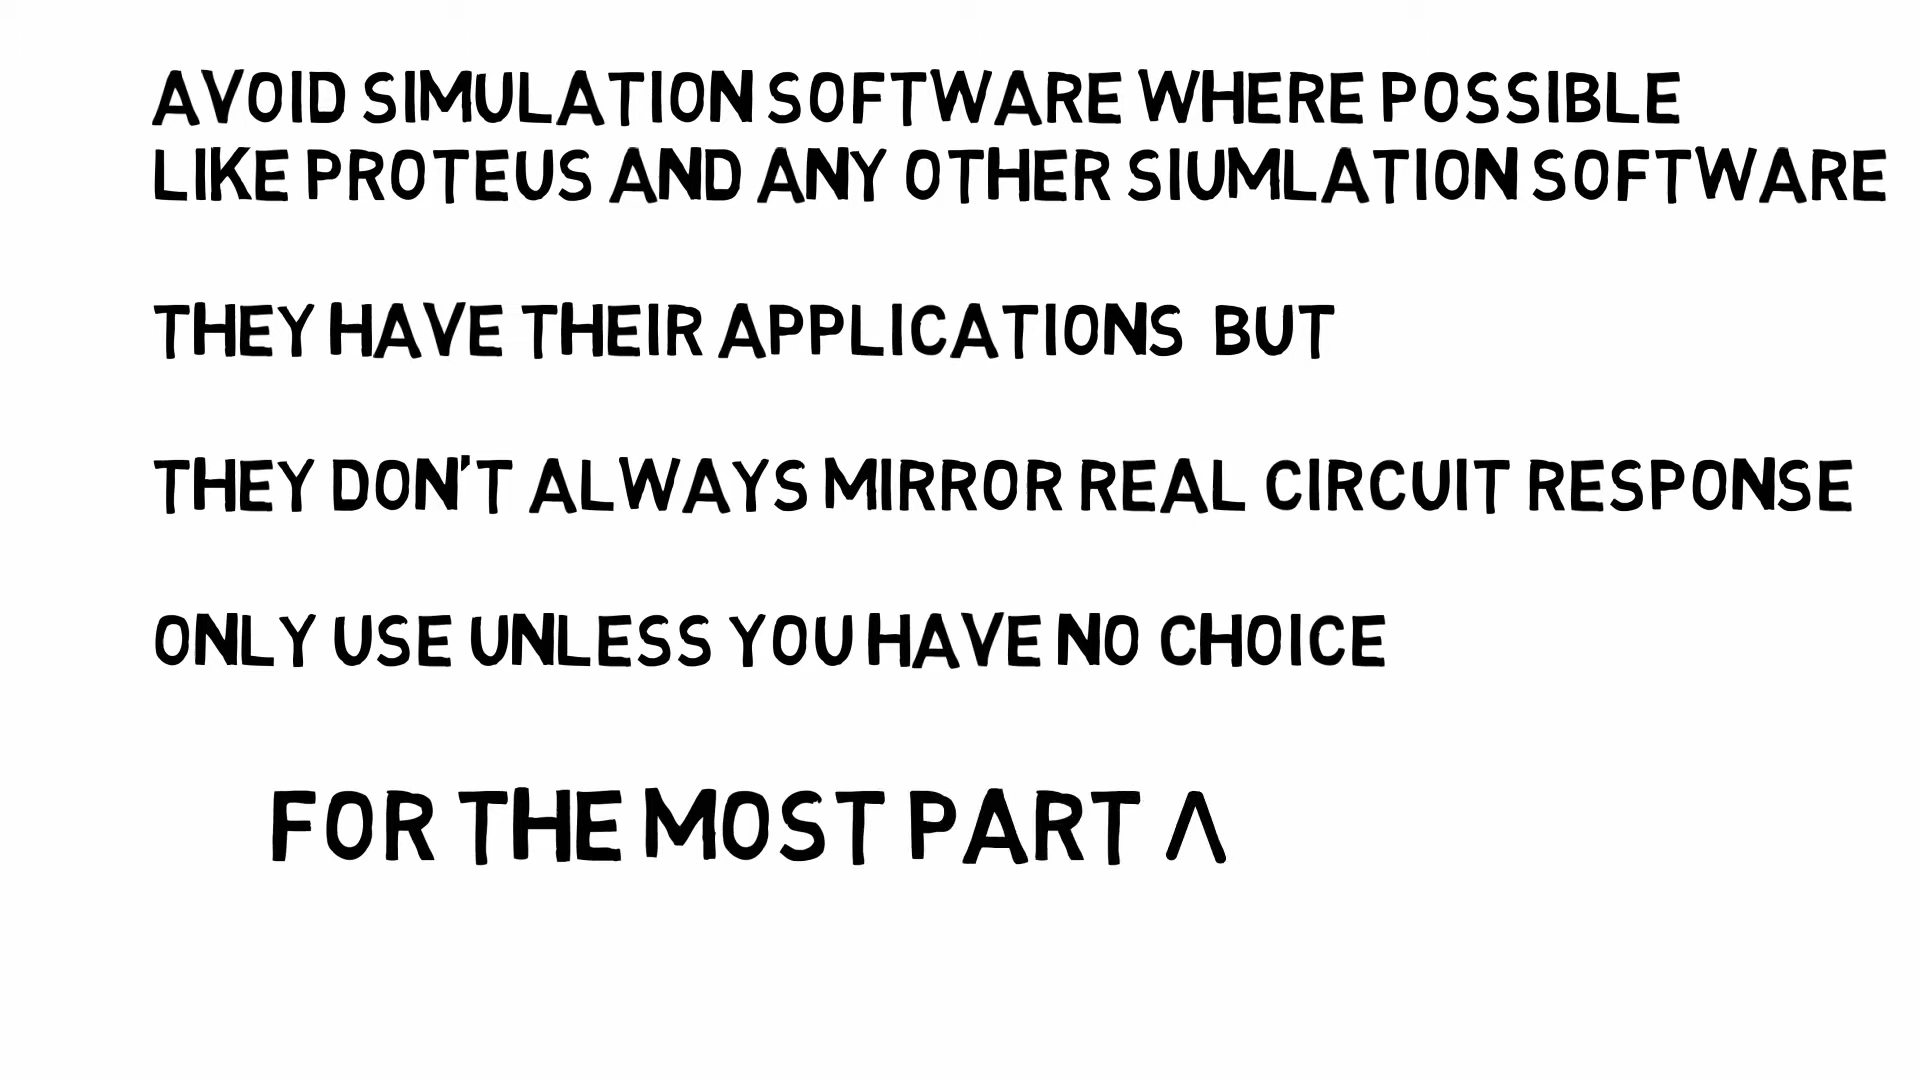 AVOID SIMULATION SOFTWARE WHERE POSSIBLE
LIKE PROTEUS AND ANY OTHER SIUMLATION SOFTWARE
THEY HAVE THEIR APPLICATIONS BUT
THEY DON'T ALWAYS MIRROR REAL CIRCUIT RESPONSE
ONLY USE UNLESS YOU HAVE NO CHOICE
FOR THE MOST PART Λ